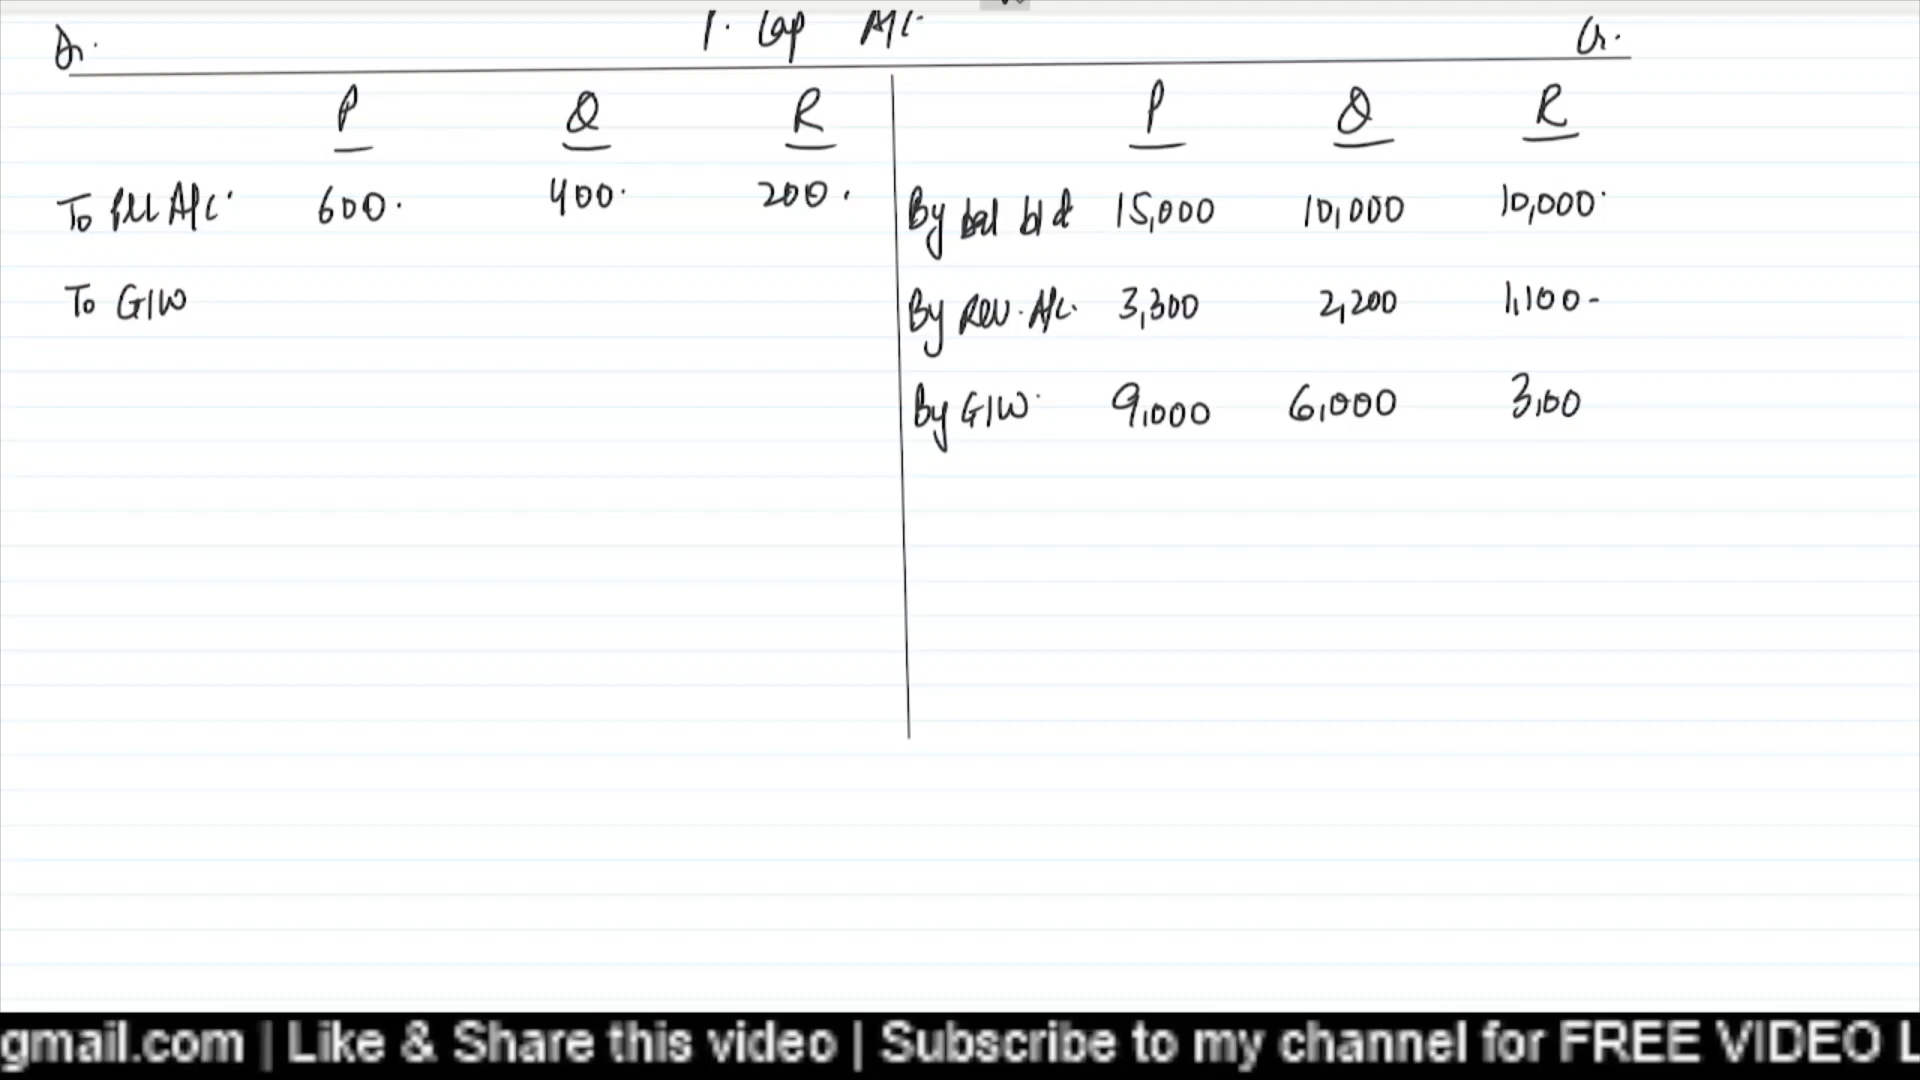 Dr. P. Cap A/c Cr.
P Q R P Q R
To P&L A/c 600. 400. 200. By bal b/d 15,000 10,000 10,000
To G/W By Rev. A/c. 3,300 2,200 1,100-
By G/W 9,000 6,000 3,00
gmail.com | Like & Share this video | Subscribe to my channel for FREE VIDEO L